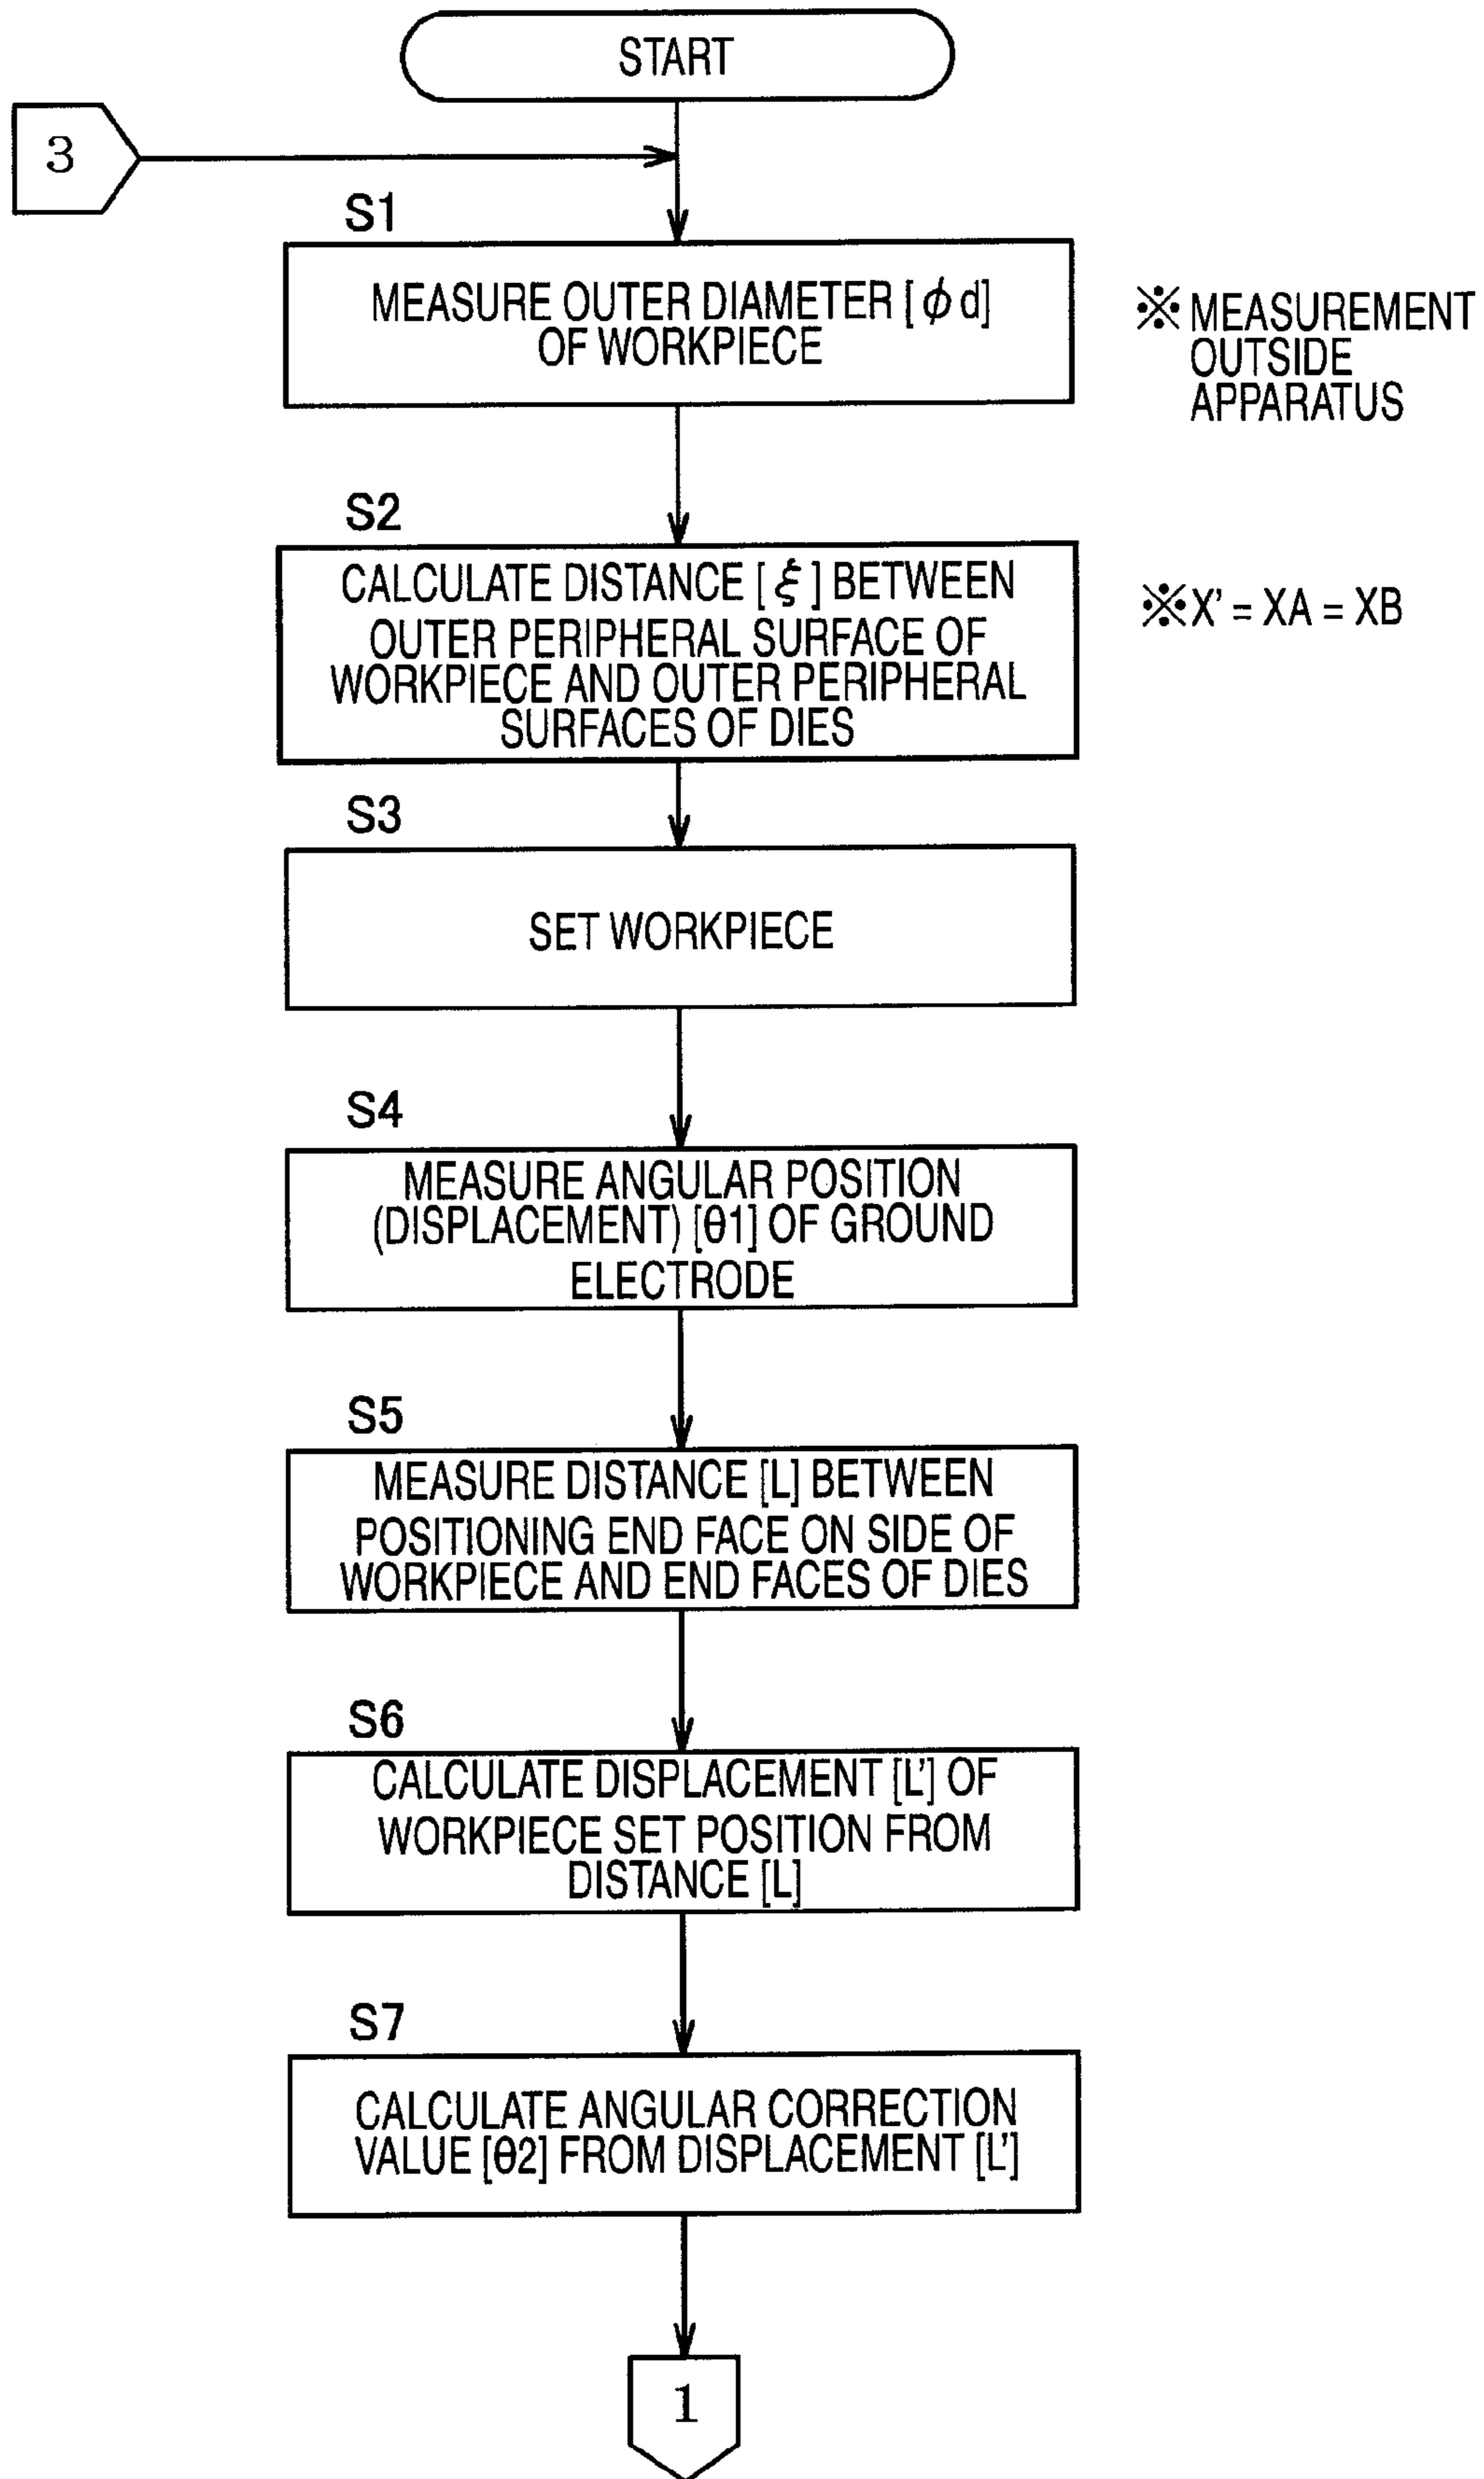 START
3
S1
MEASURE OUTER DIAMETER [ϕd]
OF WORKPIECE
※ MEASUREMENT
OUTSIDE
APPARATUS
S2
CALCULATE DISTANCE [ξ] BETWEEN
OUTER PERIPHERAL SURFACE OF
WORKPIECE AND OUTER PERIPHERAL
SURFACES OF DIES
※X' = XA = XB
S3
SET WORKPIECE
S4
MEASURE ANGULAR POSITION
(DISPLACEMENT) [θ1] OF GROUND
ELECTRODE
S5
MEASURE DISTANCE [L] BETWEEN
POSITIONING END FACE ON SIDE OF
WORKPIECE AND END FACES OF DIES
S6
CALCULATE DISPLACEMENT [L'] OF
WORKPIECE SET POSITION FROM
DISTANCE [L]
S7
CALCULATE ANGULAR CORRECTION
VALUE [θ2] FROM DISPLACEMENT [L']
1